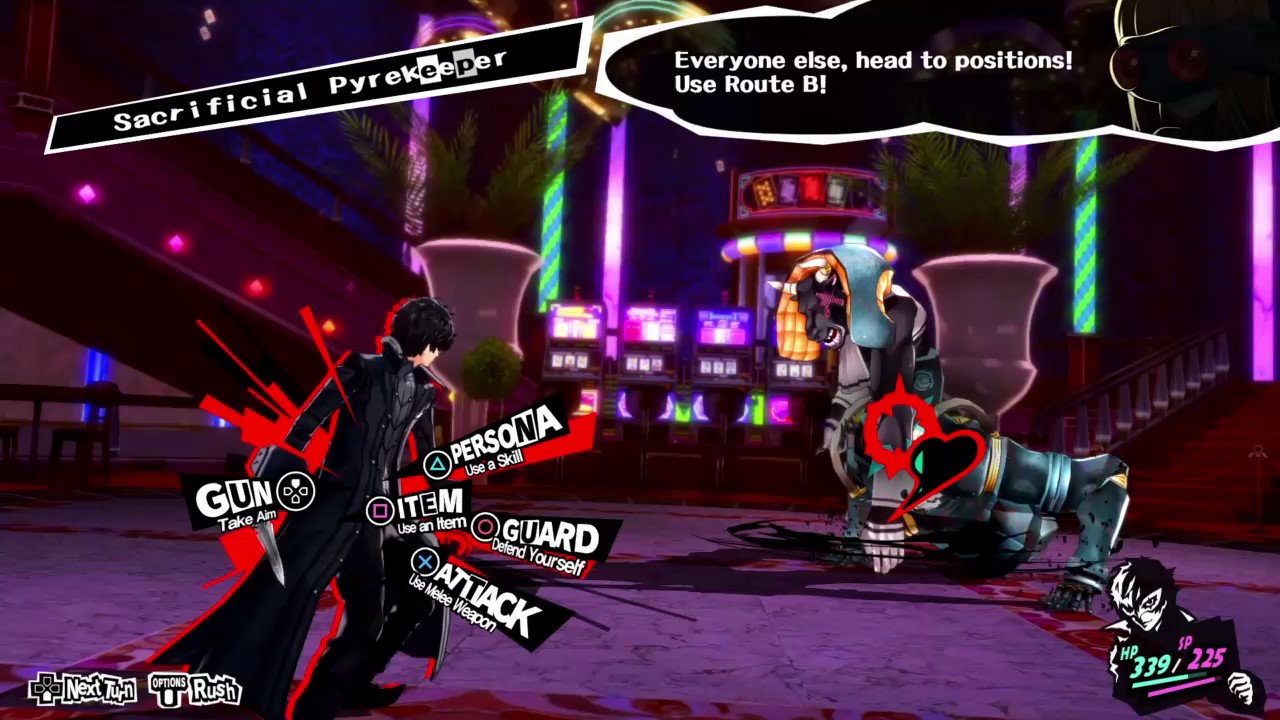 Sacrificial Pyrekeeper
Everyone else, head to positions!
Use Route B!
PERSONA
Use a Skill
GUN
Take Aim
ITEM
Use an Item
GUARD
Defend Yourself
ATTACK
Use Melee Weapon
Next Turn
OPTIONS
Rush
HP
339/
SP
225